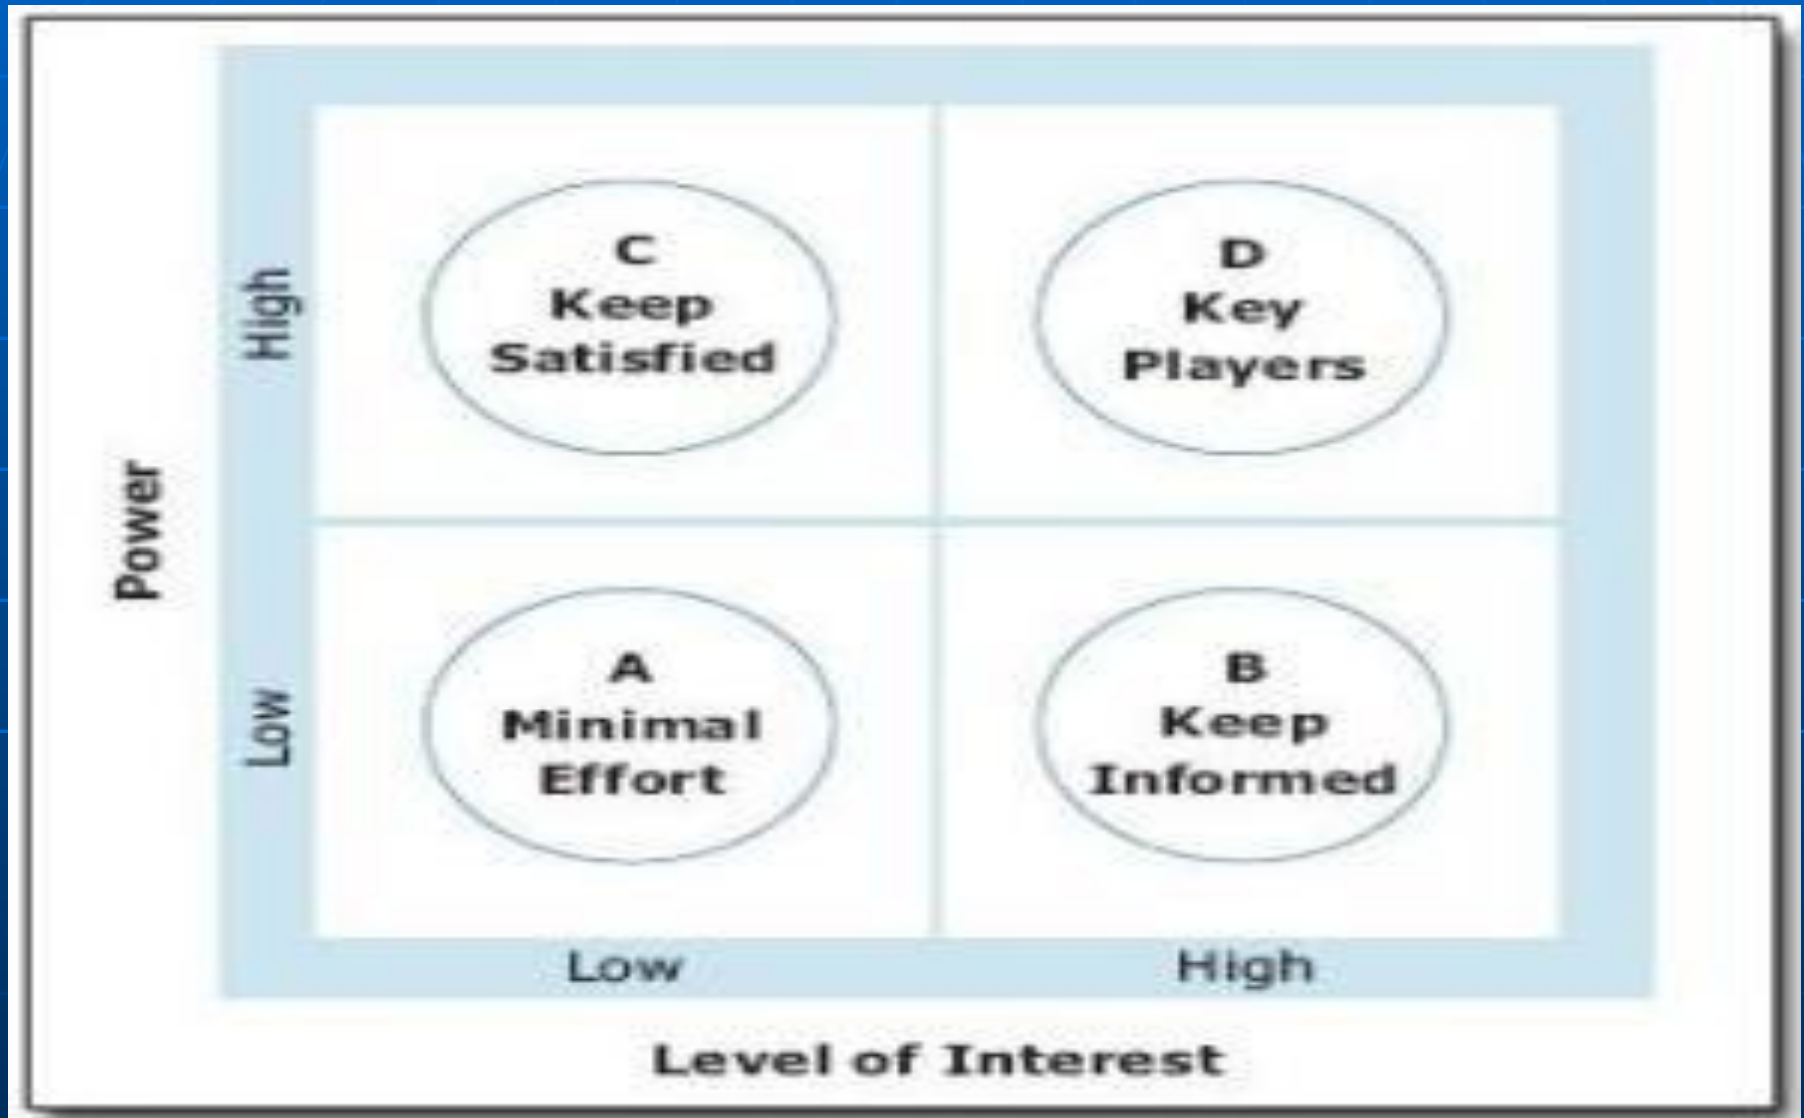 C
Keep
Satisfied
D
Key
Players
High
Power
A
Minimal
Effort
B
Keep
Informed
Low
Low
High
Level of Interest